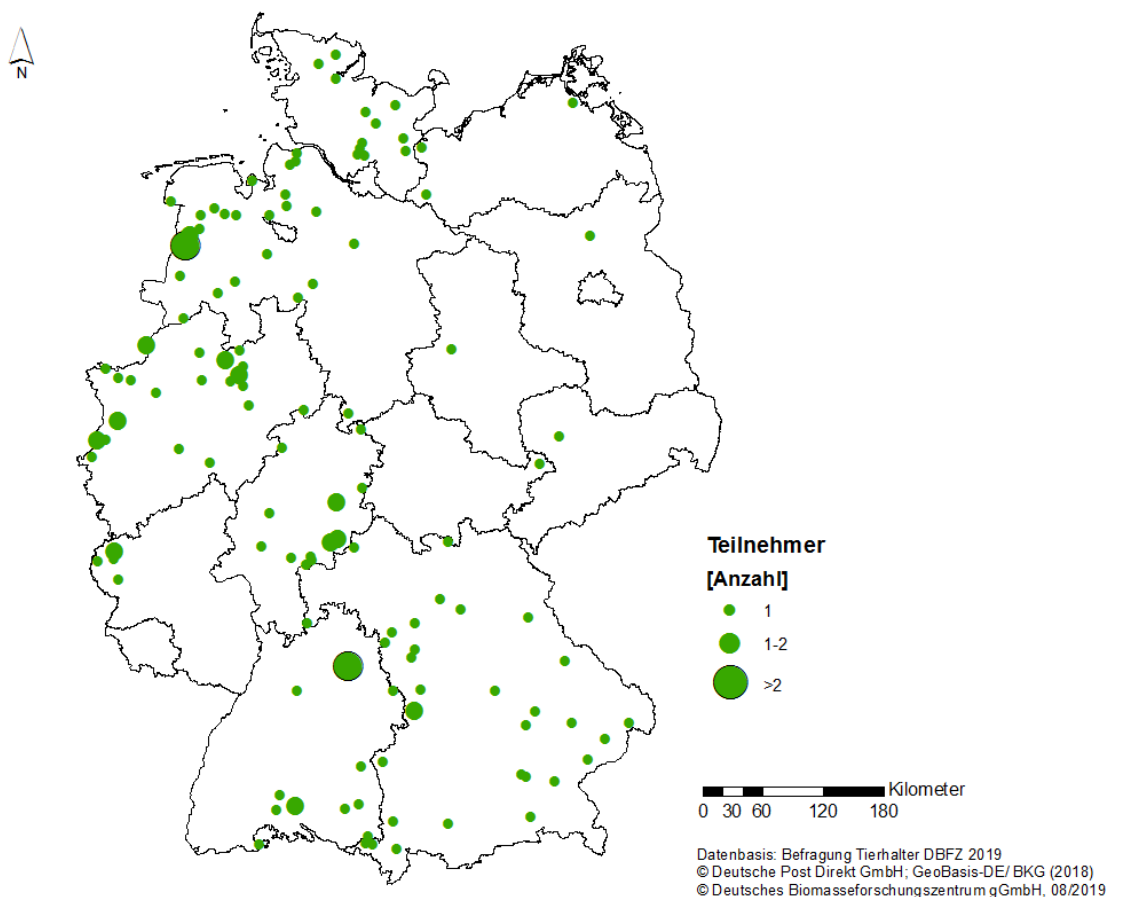 N
Teilnehmer
[Anzahl]
1
1-2
>2
Kilometer
0 30 60 120 180
Datenbasis: Befragung Tierhalter DBFZ 2019
© Deutsche Post Direkt GmbH; GeoBasis-DE/ BKG (2018)
© Deutsches Biomasseforschungszentrum gGmbH, 08/2019